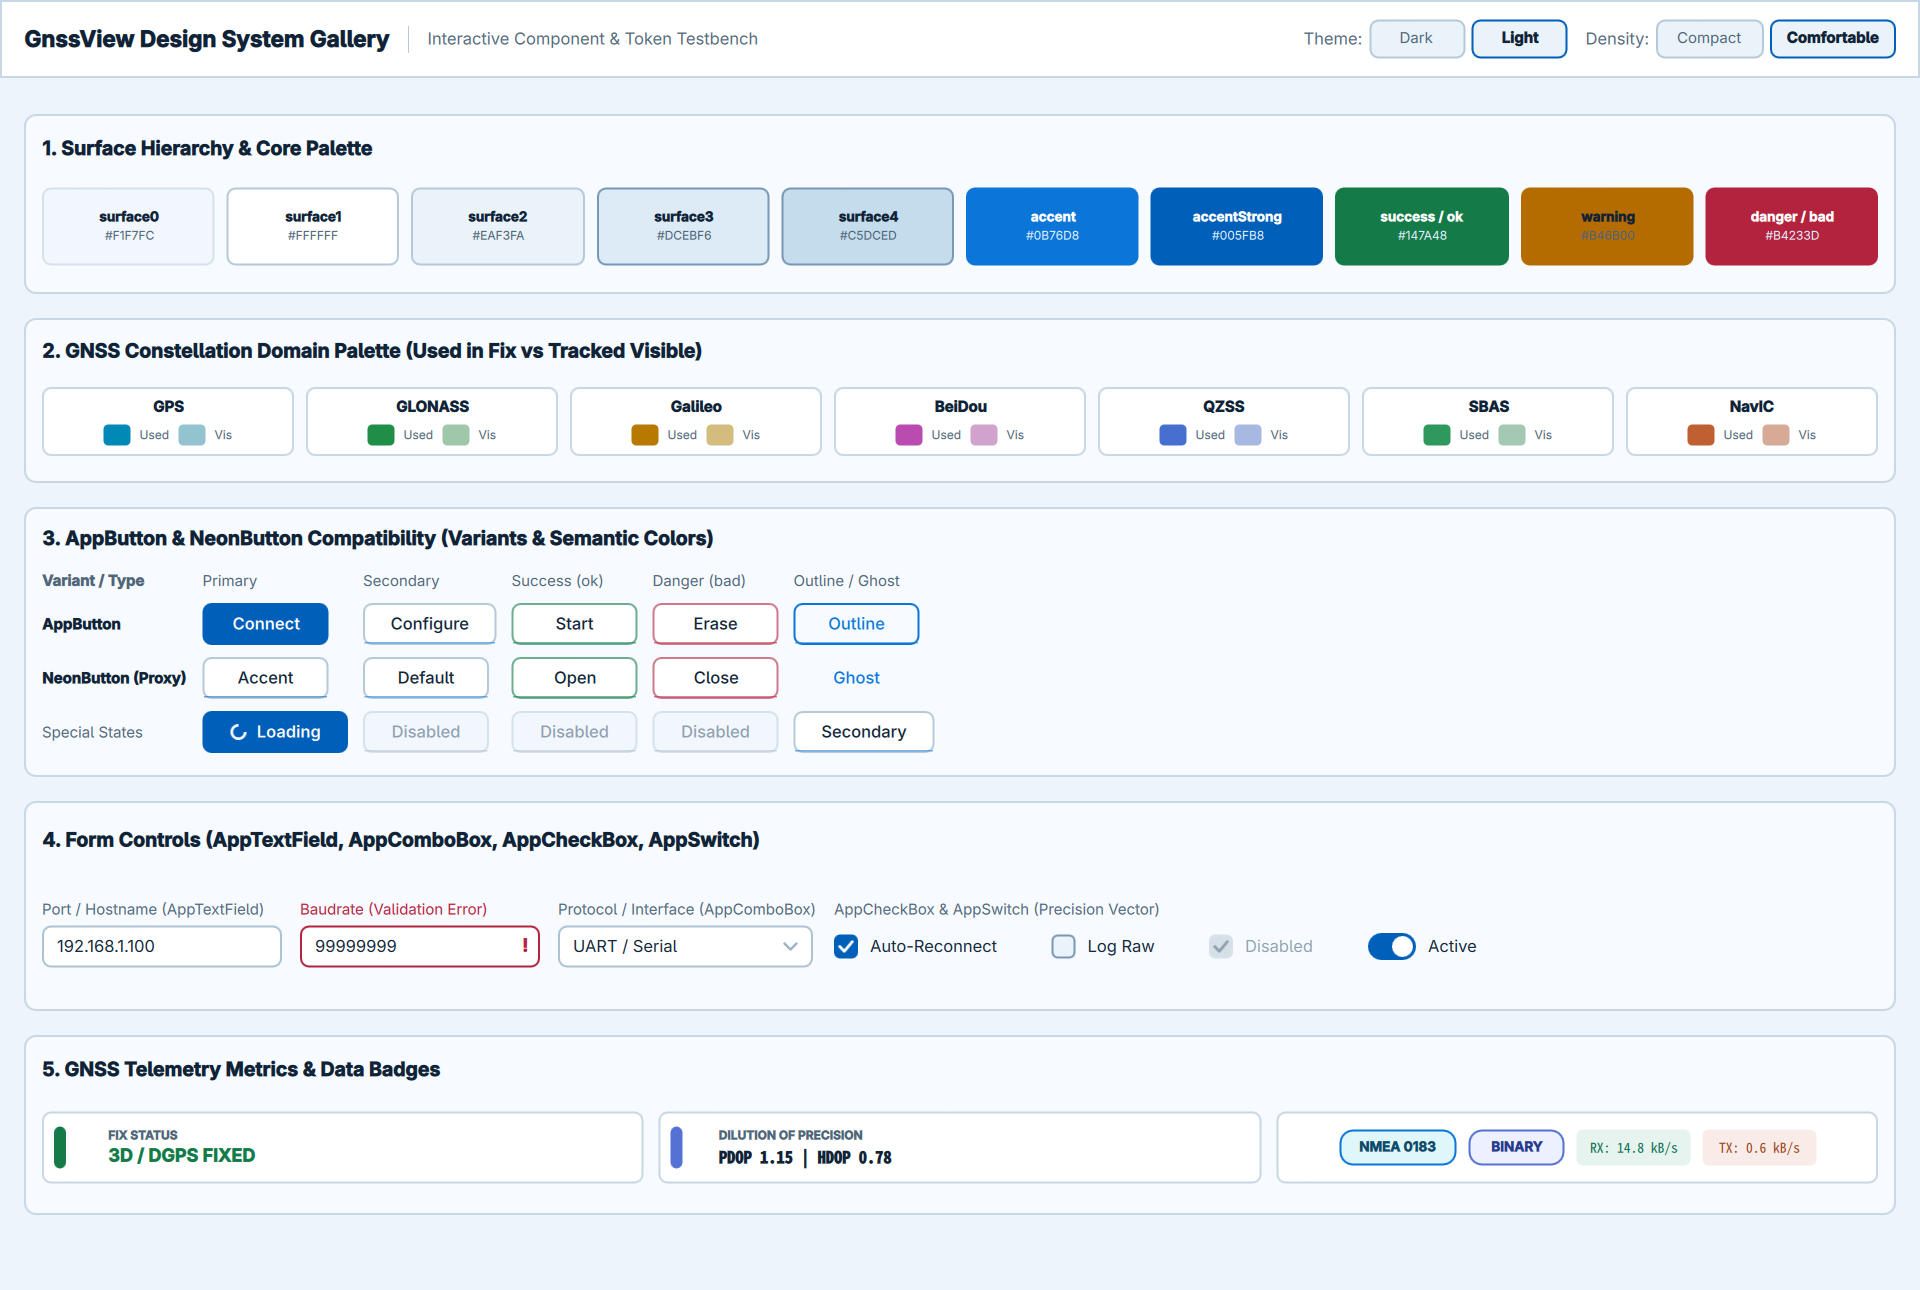 GnssView Design System Gallery
Interactive Component & Token Testbench
Theme: Dark Light Density: Compact Comfortable
1. Surface Hierarchy & Core Palette
surface0 surface1 surface2 surface3 surface4 accent accentStrong success / ok warning danger / bad
#F1F7FC #FFFFFF #EAF3FA #DCEBF6 #C5DCED #0B76D8 #005FB8 #147A48 #B46B00 #B4233D
2. GNSS Constellation Domain Palette (Used in Fix vs Tracked Visible)
GPS GLONASS Galileo BeiDou QZSS SBAS NavIC
Used Vis Used Vis Used Vis Used Vis Used Vis Used Vis Used Vis
3. AppButton & NeonButton Compatibility (Variants & Semantic Colors)
Variant / Type Primary Secondary Success (ok) Danger (bad) Outline / Ghost
AppButton Connect Configure Start Erase Outline
NeonButton (Proxy) Accent Default Open Close Ghost
Special States Loading Disabled Disabled Disabled Secondary
4. Form Controls (AppTextField, AppComboBox, AppCheckBox, AppSwitch)
Port / Hostname (AppTextField) Baudrate (Validation Error) Protocol / Interface (AppComboBox) AppCheckBox & AppSwitch (Precision Vector)
192.168.1.100 99999999 ! UART / Serial Auto-Reconnect Log Raw Disabled Active
5. GNSS Telemetry Metrics & Data Badges
FIX STATUS
3D / DGPS FIXED
DILUTION OF PRECISION
PDOP 1.15 | HDOP 0.78
NMEA 0183 BINARY RX: 14.8 kB/s TX: 0.6 kB/s